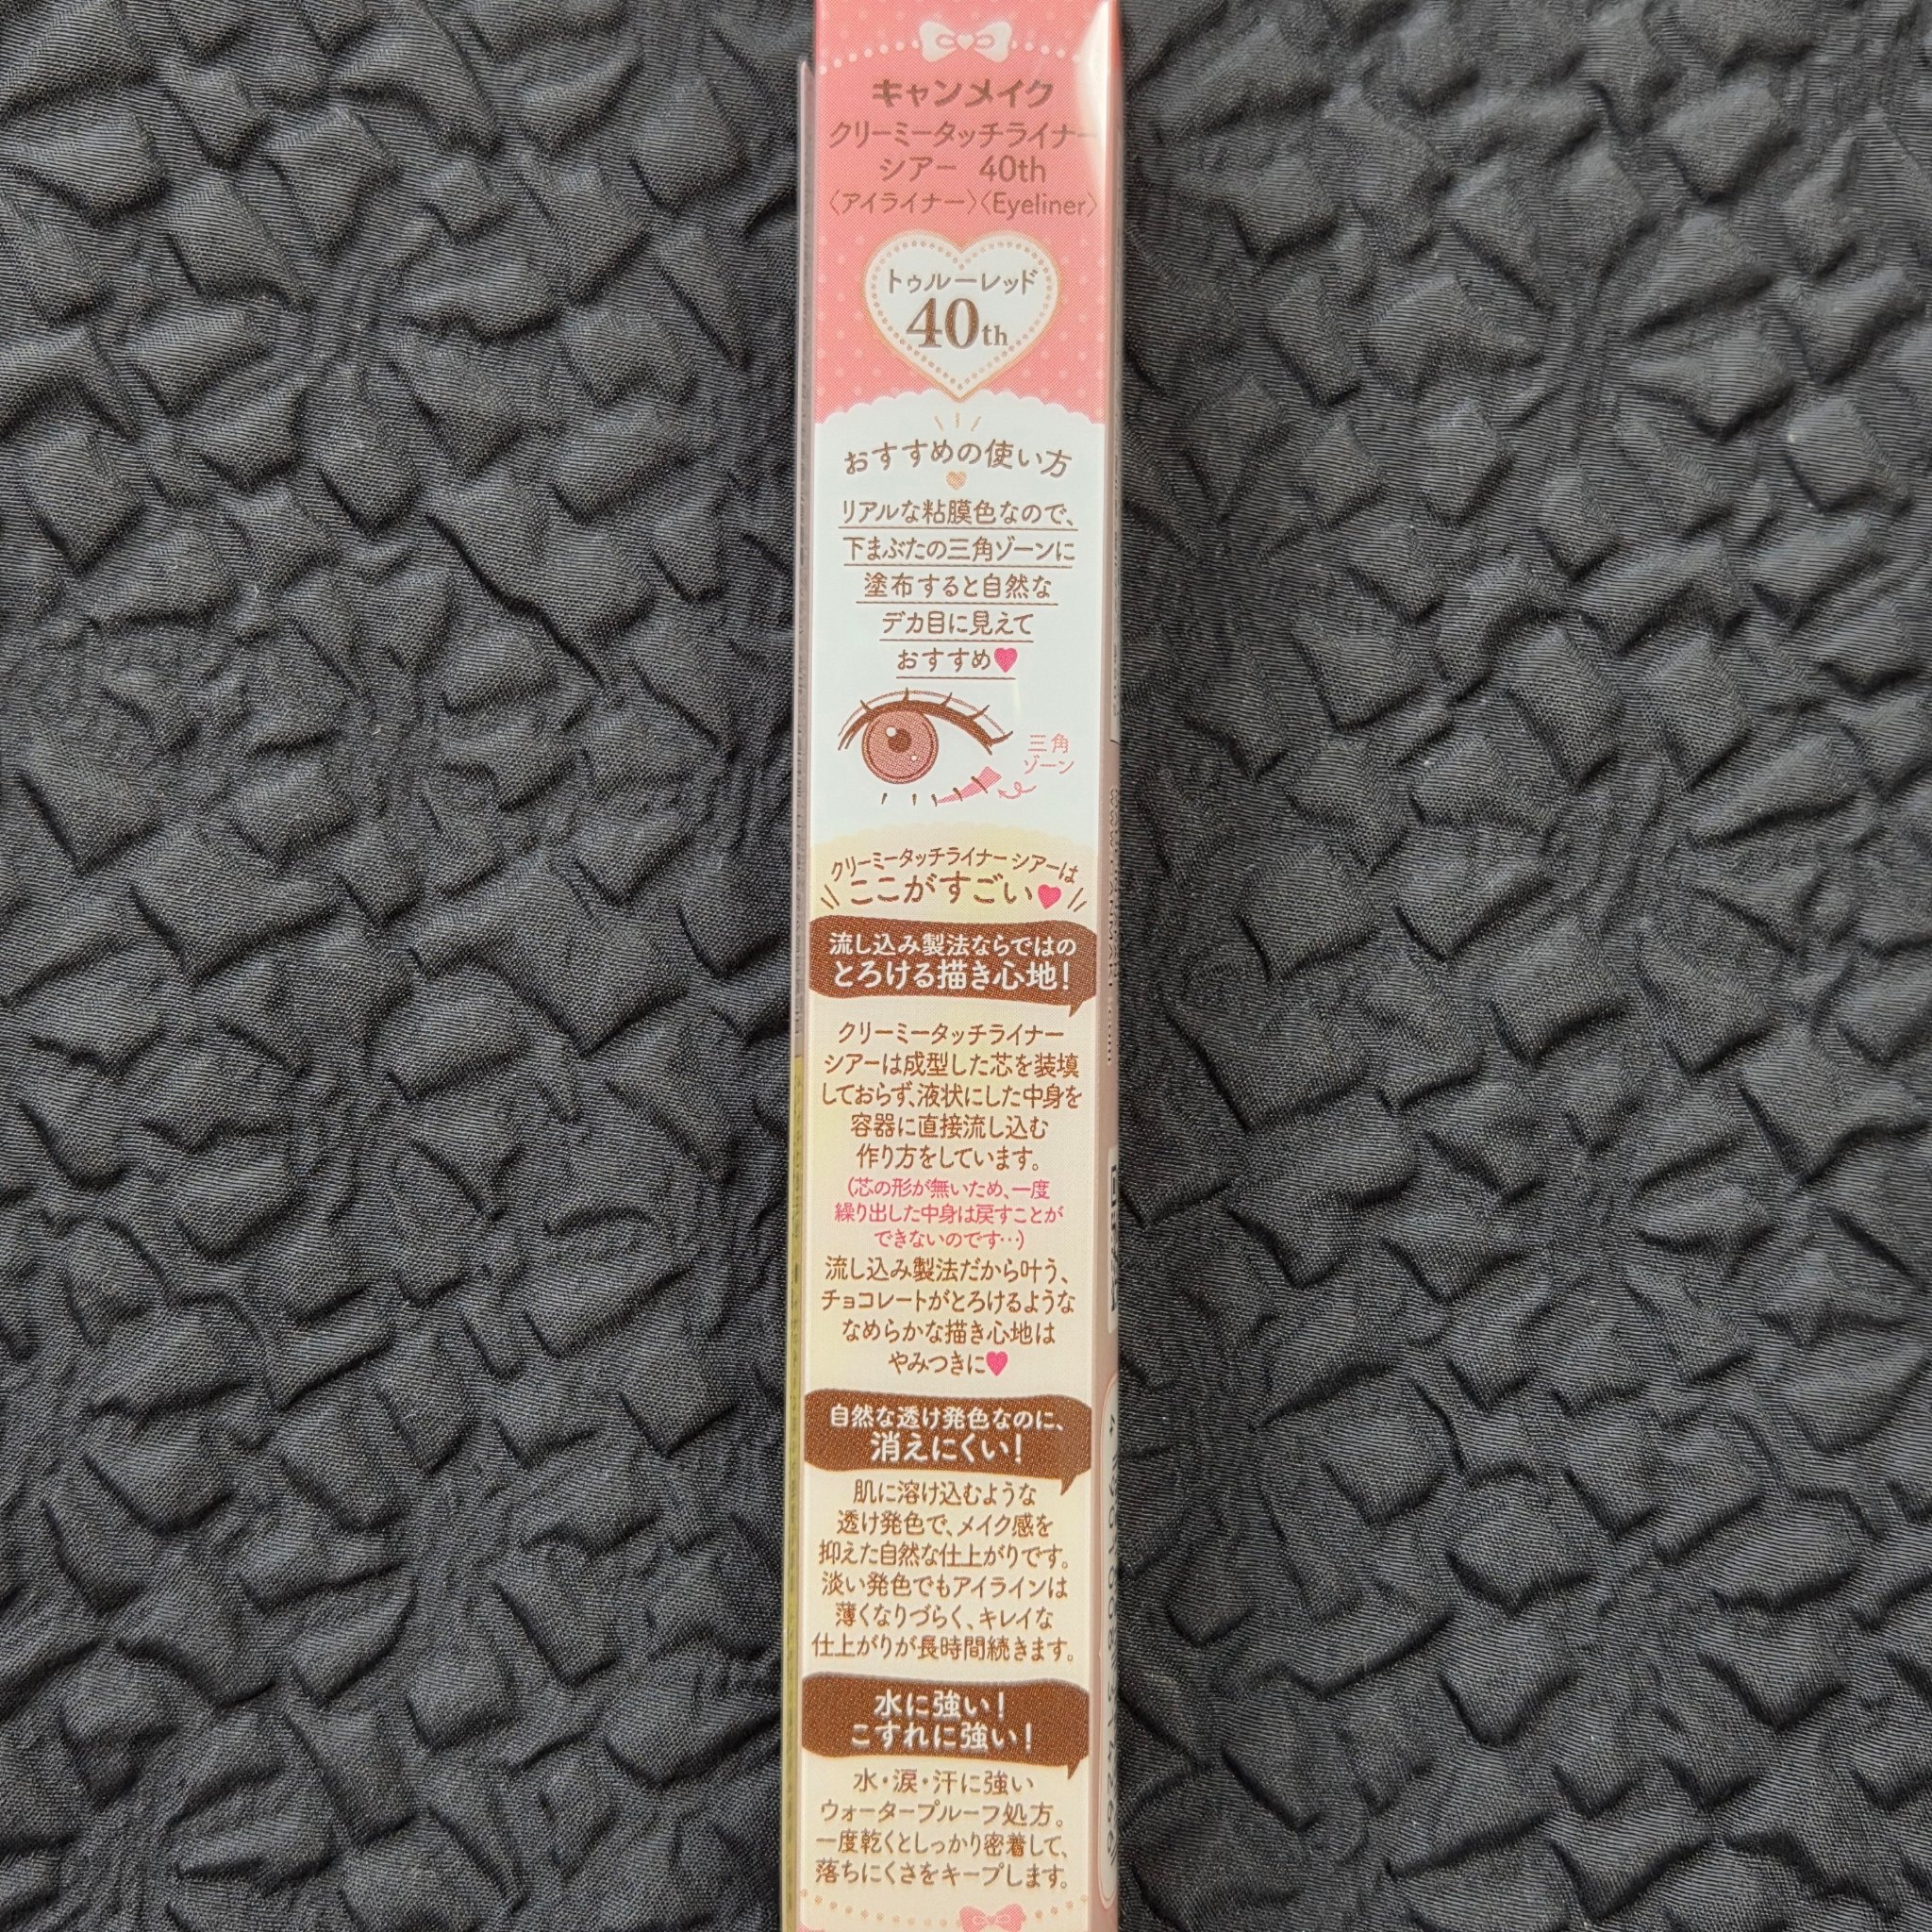 キャンメイク
クリーミータッチライナー
シアー 40th
〈アイライナー〉〈Eyeliner〉
トゥルーレッド
40th
おすすめの使い方
リアルな粘膜色なので、
下まぶたの三角ゾーンに
塗布すると自然な
デカ目に見えて
おすすめ♥
三角
ゾーン
クリーミータッチライナー シアーは
ここがすごい♥
流し込み製法ならではの
とろける描き心地!
クリーミータッチライナー
シアーは成型した芯を装填
しておらず、液状にした中身を
容器に直接流し込む
作り方をしています。
(芯の形が無いため、一度
繰り出した中身は戻すことが
できないのです…)
流し込み製法だから叶う、
チョコレートがとろけるような
なめらかな描き心地は
やみつきに♥
自然な透け発色なのに、
消えにくい!
肌に溶け込むような
透け発色で、メイク感を
抑えた自然な仕上がりです。
淡い発色でもアイラインは
薄くなりづらく、キレイな
仕上がりが長時間続きます。
水に強い!
こすれに強い!
水・涙・汗に強い
ウォータープルーフ処方。
一度乾くとしっかり密着して、
落ちにくさをキープします。